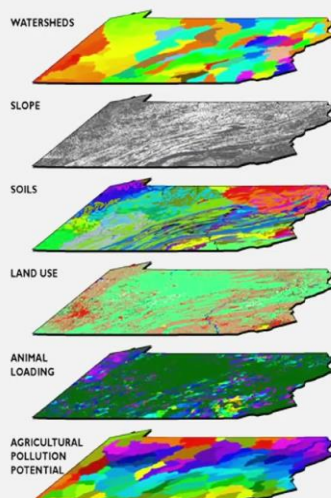 WATERSHEDS
SLOPE
SOILS
LAND USE
ANIMAL
LOADING
AGRICULTURAL
POLLUTION
POTENTIAL